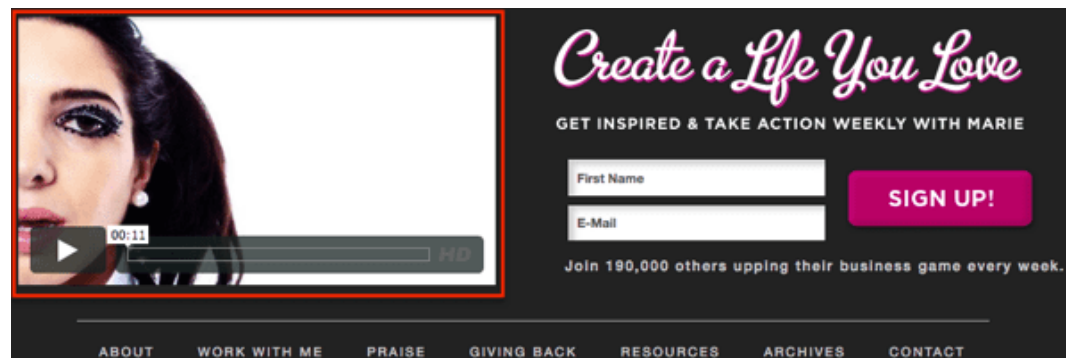 Create a Life You Love
GET INSPIRED & TAKE ACTION WEEKLY WITH MARIE
First Name
E-Mail
SIGN UP!
Join 190,000 others upping their business game every week.
00:11
HD
ABOUT WORK WITH ME PRAISE GIVING BACK RESOURCES ARCHIVES CONTACT